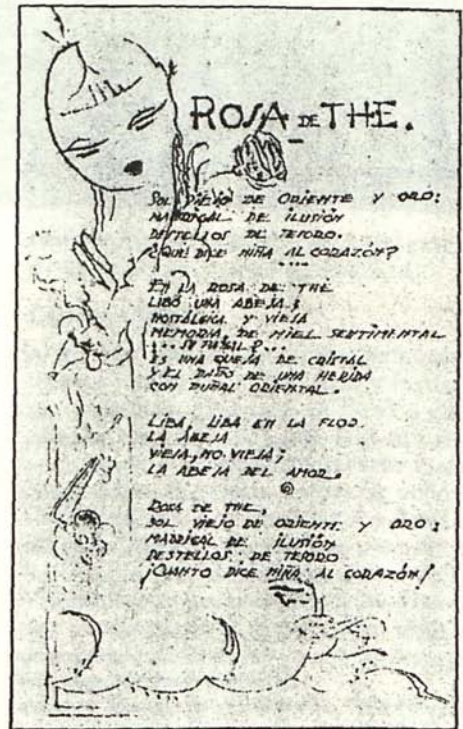 ROSA DE THE.
SOL VIEJO DE ORIENTE Y ORO:
MADRIGAL DE ILUSIÓN
DESTELLOS DE TESORO.
¿QUE DICE NIÑA AL CORAZÓN?
....
EN LA ROSA DE THE
LIBÓ UNA ABEJA;
NOSTÁLGICA Y VIEJA
MEMORIA, DE MIEL SENTIMENTAL
ES UNA QUEJA DE CRISTAL
Y EL DAÑO DE UNA HERIDA
CON PUÑAL ORIENTAL.
LIBA, LIBA EN LA FLOR
LA ABEJA
VIEJA, NO VIEJA;
LA ABEJA DEL AMOR.
ROSA DE THE,
SOL VIEJO DE ORIENTE Y ORO:
MADRIGAL DE ILUSIÓN
DESTELLOS DE TESORO
¡CUANTO DICE NIÑA AL CORAZÓN!